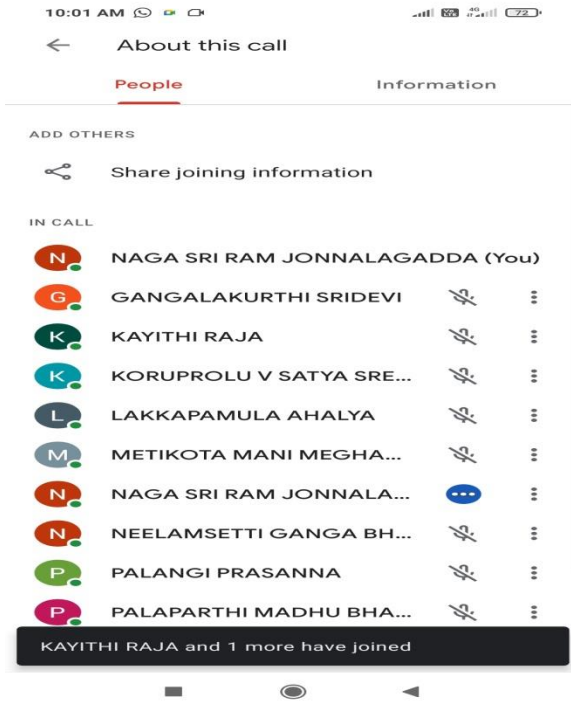 10:01 AM
4G
72
About this call
People Information
ADD OTHERS
Share joining information
IN CALL
N NAGA SRI RAM JONNALAGADDA (You)
G GANGALAKURTHI SRIDEVI
K KAYITHI RAJA
K KORUPROLU V SATYA SRE...
L LAKKAPAMULA AHALYA
M METIKOTA MANI MEGHA...
N NAGA SRI RAM JONNALA...
N NEELAMSETTI GANGA BH...
P PALANGI PRASANNA
P PALAPARTHI MADHU BHA...
KAYITHI RAJA and 1 more have joined